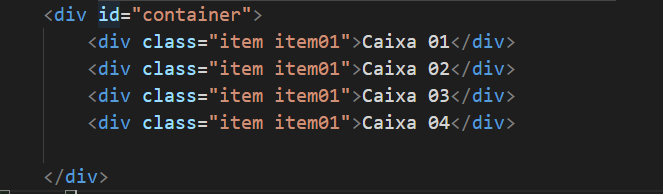 <div id="container">
<div class="item item01">Caixa 01</div>
<div class="item item01">Caixa 02</div>
<div class="item item01">Caixa 03</div>
<div class="item item01">Caixa 04</div>
</div>